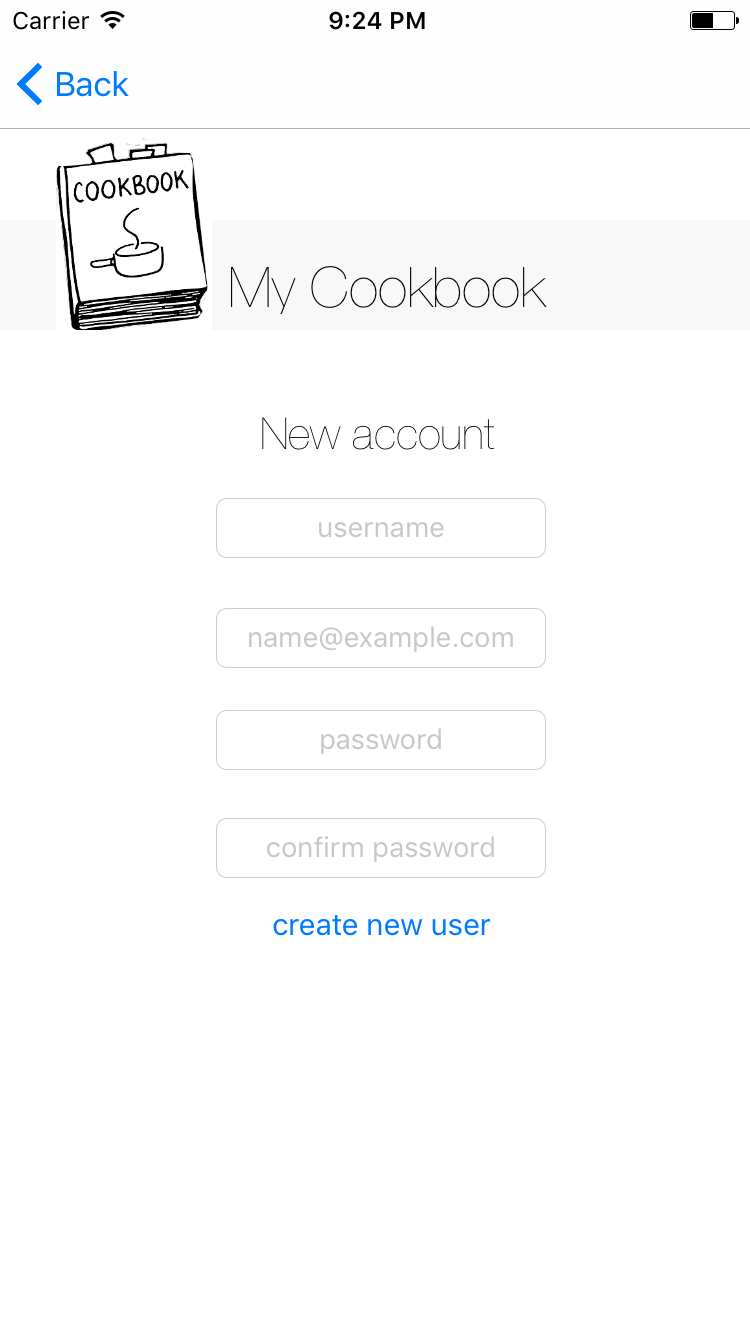 Carrier 9:24 PM
Back
COOKBOOK
My Cookbook
New account
username
name@example.com
password
confirm password
create new user